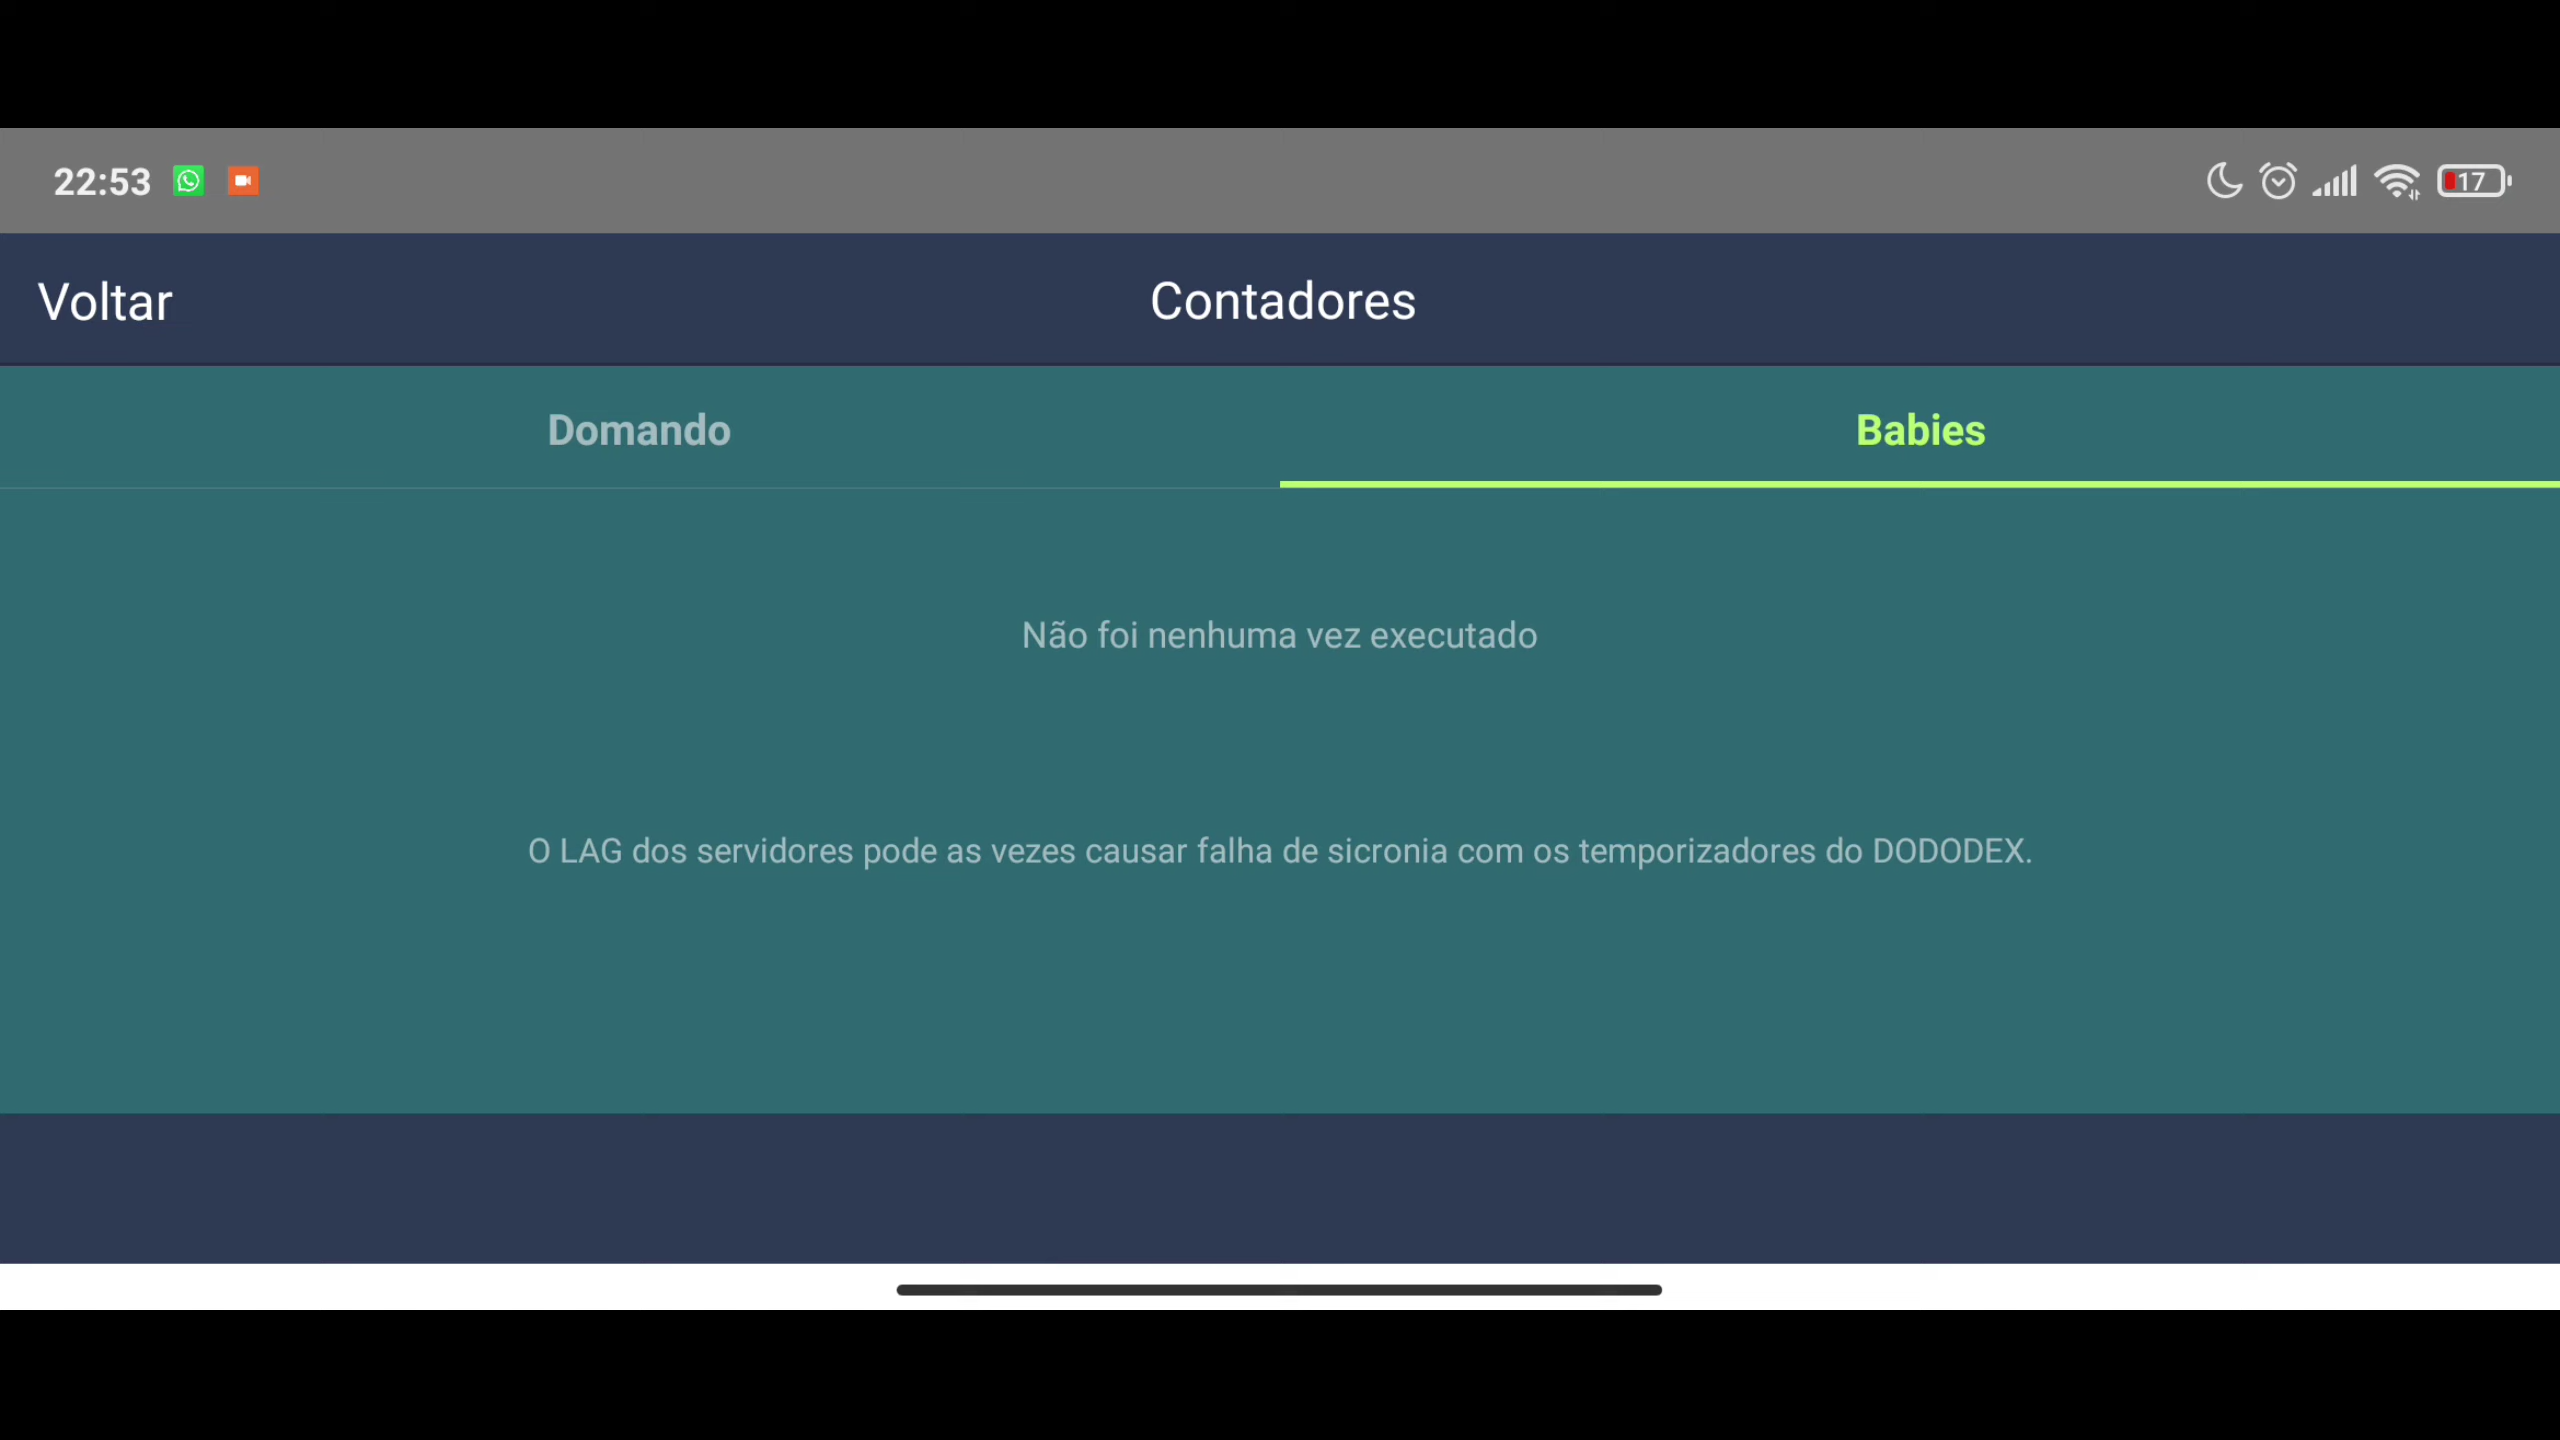 22:53
17
Voltar
Contadores
Domando
Babies
Não foi nenhuma vez executado
O LAG dos servidores pode as vezes causar falha de sicronia com os temporizadores do DODODEX.